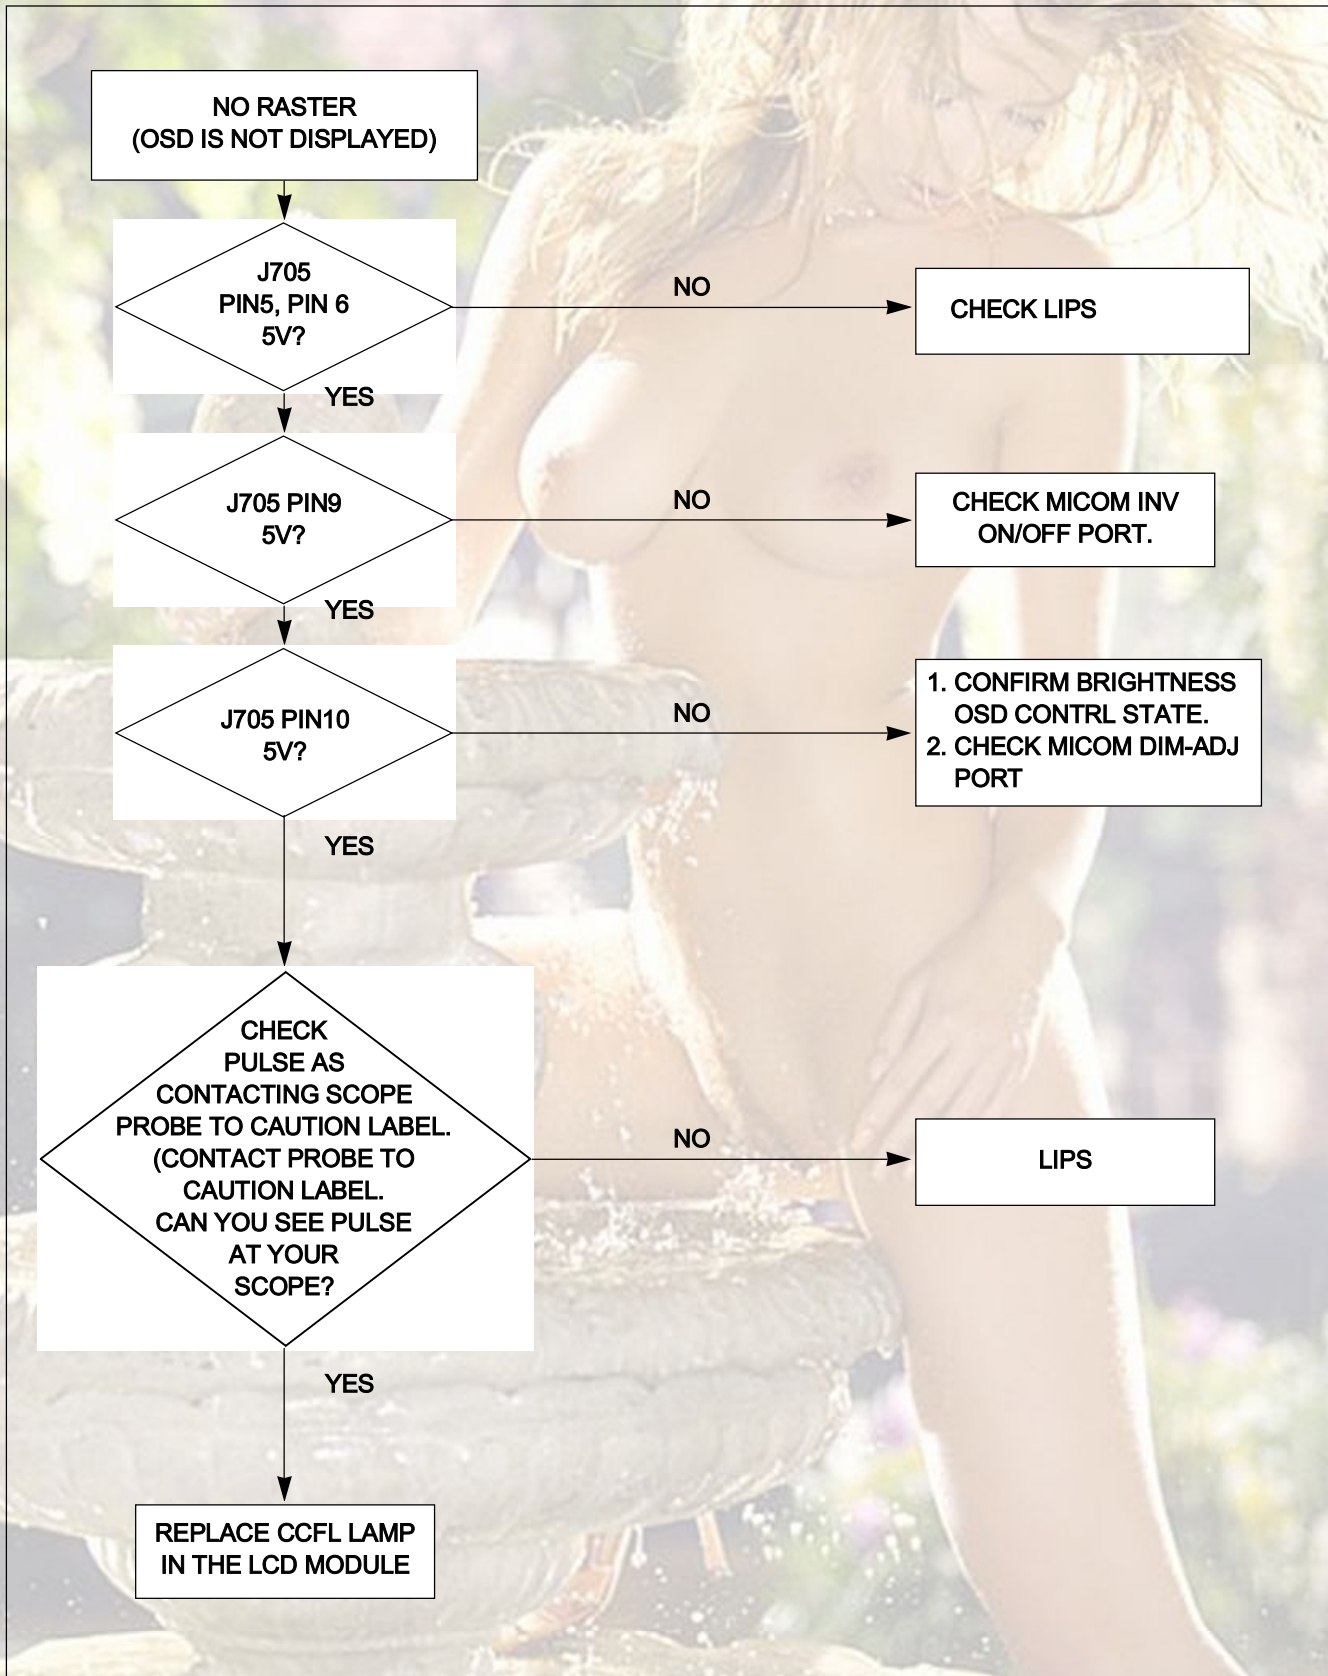 NO RASTER
(OSD IS NOT DISPLAYED)
J705
PIN5, PIN 6
5V?
NO
CHECK LIPS
YES
J705 PIN9
5V?
NO
CHECK MICOM INV
ON/OFF PORT.
YES
J705 PIN10
5V?
NO
1. CONFIRM BRIGHTNESS
OSD CONTRL STATE.
2. CHECK MICOM DIM-ADJ
PORT
YES
CHECK
PULSE AS
CONTACTING SCOPE
PROBE TO CAUTION LABEL.
(CONTACT PROBE TO
CAUTION LABEL.
CAN YOU SEE PULSE
AT YOUR
SCOPE?
NO
LIPS
YES
REPLACE CCFL LAMP
IN THE LCD MODULE